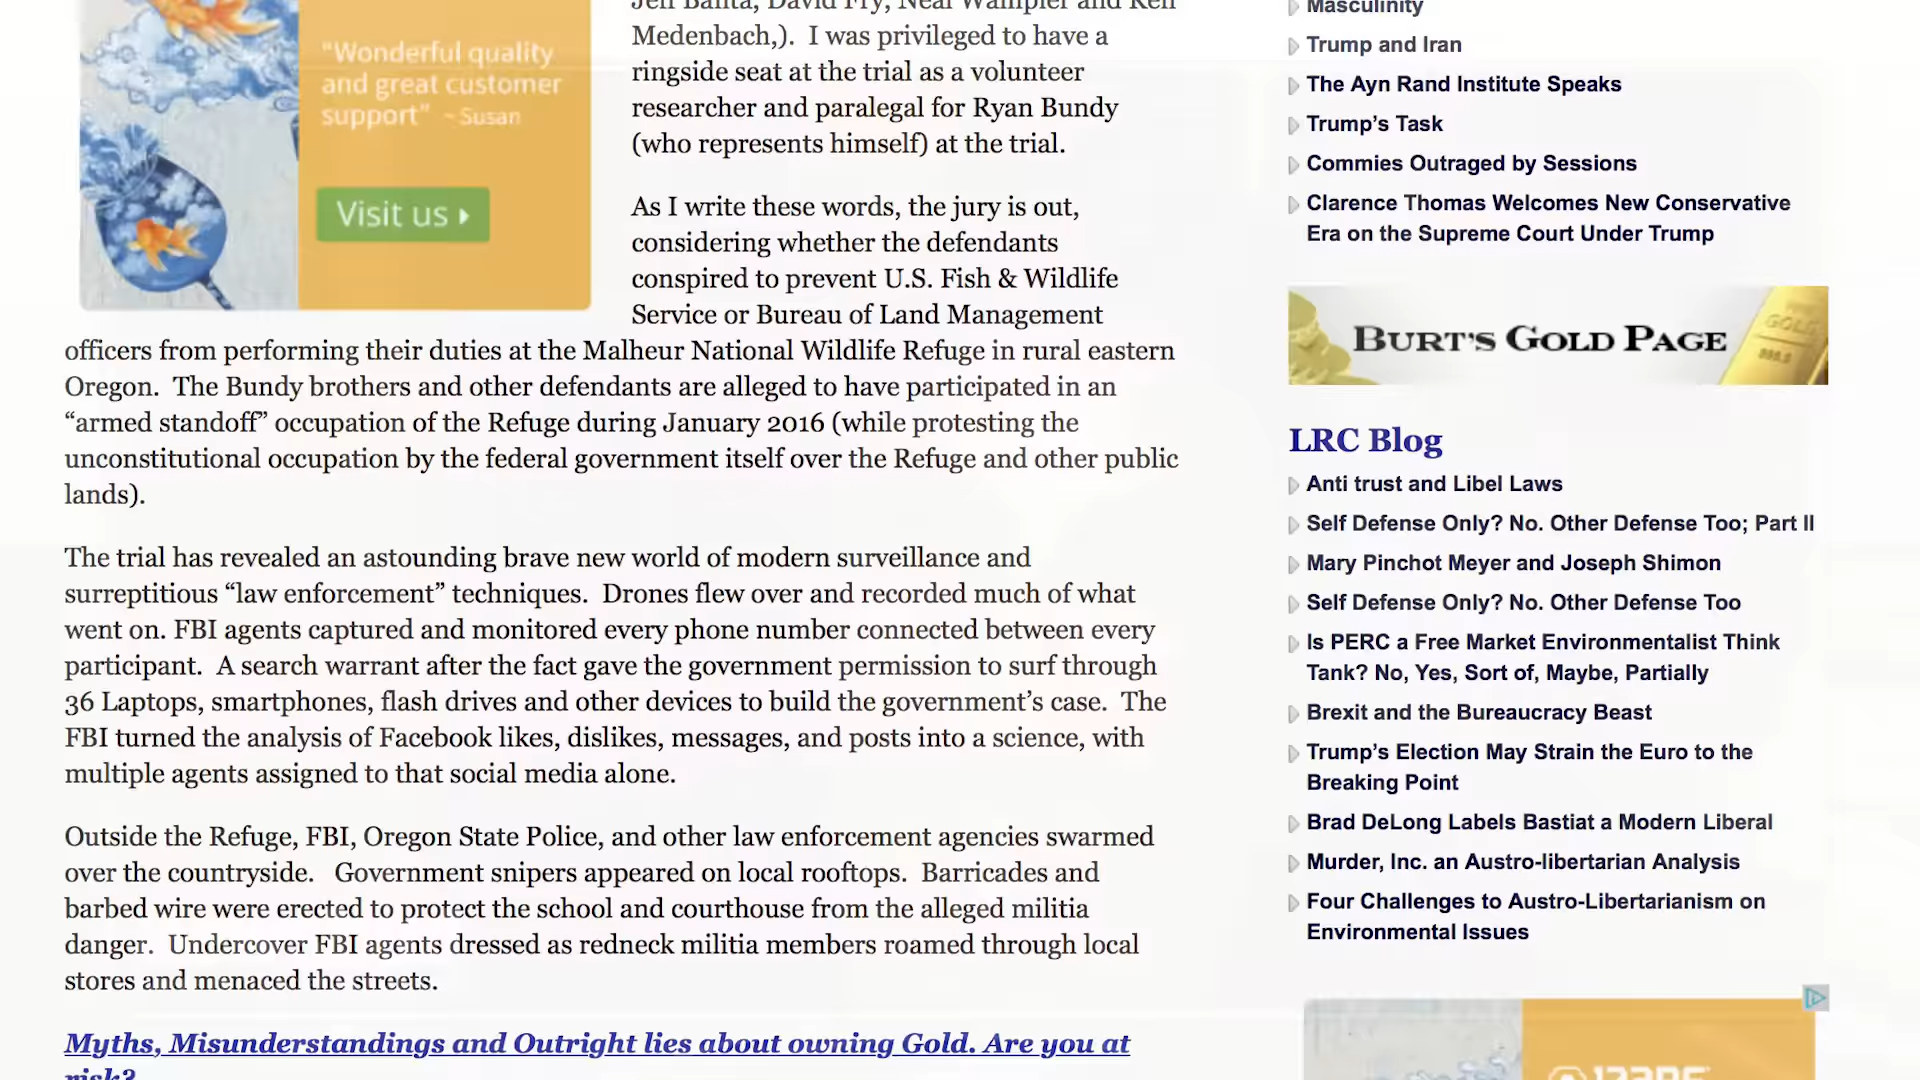 "Wonderful quality
and great customer
support" ~ Susan
Visit us
Jeff Banta, David Fry, Neal Wampler and Ken
Medenbach,).  I was privileged to have a
ringside seat at the trial as a volunteer
researcher and paralegal for Ryan Bundy
(who represents himself) at the trial.
As I write these words, the jury is out,
considering whether the defendants
conspired to prevent U.S. Fish & Wildlife
Service or Bureau of Land Management
officers from performing their duties at the Malheur National Wildlife Refuge in rural eastern
Oregon.  The Bundy brothers and other defendants are alleged to have participated in an
“armed standoff” occupation of the Refuge during January 2016 (while protesting the
unconstitutional occupation by the federal government itself over the Refuge and other public
lands).
The trial has revealed an astounding brave new world of modern surveillance and
surreptitious “law enforcement” techniques.  Drones flew over and recorded much of what
went on. FBI agents captured and monitored every phone number connected between every
participant.  A search warrant after the fact gave the government permission to surf through
36 Laptops, smartphones, flash drives and other devices to build the government’s case.  The
FBI turned the analysis of Facebook likes, dislikes, messages, and posts into a science, with
multiple agents assigned to that social media alone.
Outside the Refuge, FBI, Oregon State Police, and other law enforcement agencies swarmed
over the countryside.   Government snipers appeared on local rooftops.  Barricades and
barbed wire were erected to protect the school and courthouse from the alleged militia
danger.  Undercover FBI agents dressed as redneck militia members roamed through local
stores and menaced the streets.
Myths, Misunderstandings and Outright lies about owning Gold. Are you at
risk?
Masculinity
Trump and Iran
The Ayn Rand Institute Speaks
Trump’s Task
Commies Outraged by Sessions
Clarence Thomas Welcomes New Conservative
Era on the Supreme Court Under Trump
BURT'S GOLD PAGE
GOLD
999.9
LRC Blog
Anti trust and Libel Laws
Self Defense Only? No. Other Defense Too; Part II
Mary Pinchot Meyer and Joseph Shimon
Self Defense Only? No. Other Defense Too
Is PERC a Free Market Environmentalist Think
Tank? No, Yes, Sort of, Maybe, Partially
Brexit and the Bureaucracy Beast
Trump’s Election May Strain the Euro to the
Breaking Point
Brad DeLong Labels Bastiat a Modern Liberal
Murder, Inc. an Austro-libertarian Analysis
Four Challenges to Austro-Libertarianism on
Environmental Issues